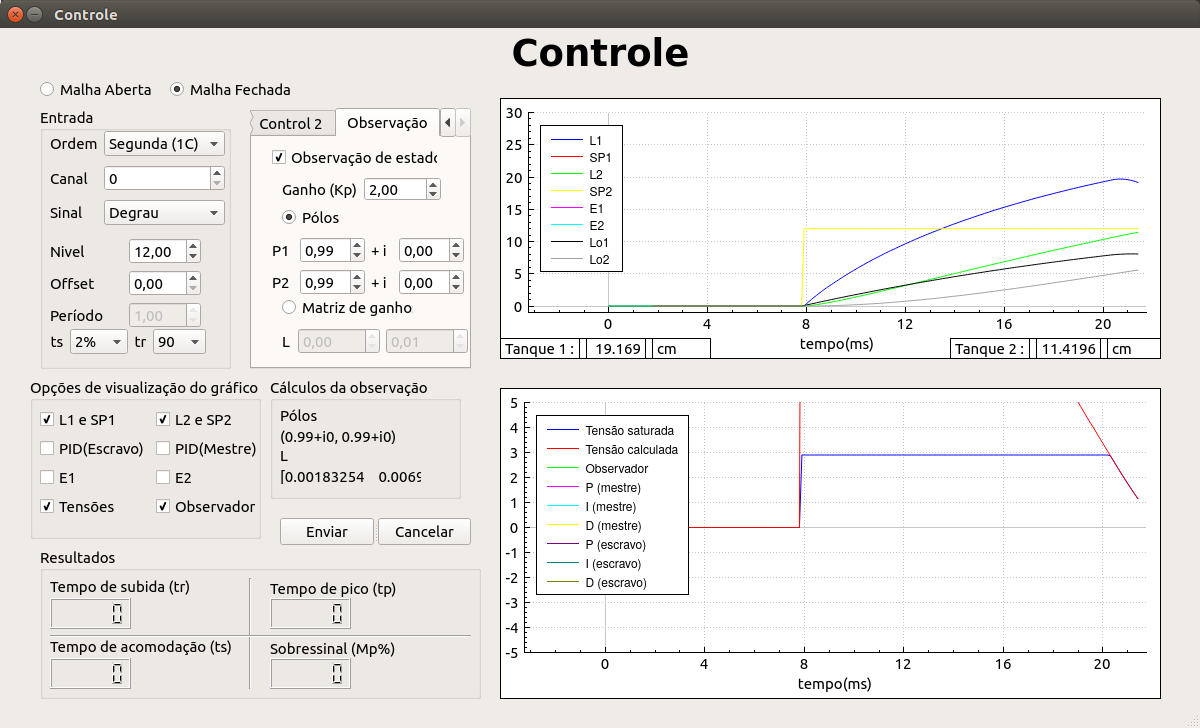 Controle
Controle
Malha Aberta Malha Fechada
Entrada
Ordem Segunda (1C)
Canal 0
Sinal Degrau
Nivel 12,00
Offset 0,00
Período 1,00
ts 2% tr 90
Control 2 Observação
Observação de estado
Ganho (Kp) 2,00
Pólos
P1 0,99 + i 0,00
P2 0,99 + i 0,00
Matriz de ganho
L 0,00 0,01
Opções de visualização do gráfico
L1 e SP1 L2 e SP2
PID(Escravo) PID(Mestre)
E1 E2
Tensões Observador
Cálculos da observação
Pólos
(0.99+i0, 0.99+i0)
L
[0.00183254 0.0069
Enviar Cancelar
Resultados
Tempo de subida (tr) Tempo de pico (tp)
0 0
Tempo de acomodação (ts) Sobressinal (Mp%)
0 0
30
25
20
15
10
5
0
L1
SP1
L2
SP2
E1
E2
Lo1
Lo2
0 4 8 12 16 20
tempo(ms)
Tanque 1 : 19.169 cm Tanque 2 : 11.4196 cm
5
4
3
2
1
0
-1
-2
-3
-4
-5
Tensão saturada
Tensão calculada
Observador
P (mestre)
I (mestre)
D (mestre)
P (escravo)
I (escravo)
D (escravo)
0 4 8 12 16 20
tempo(ms)